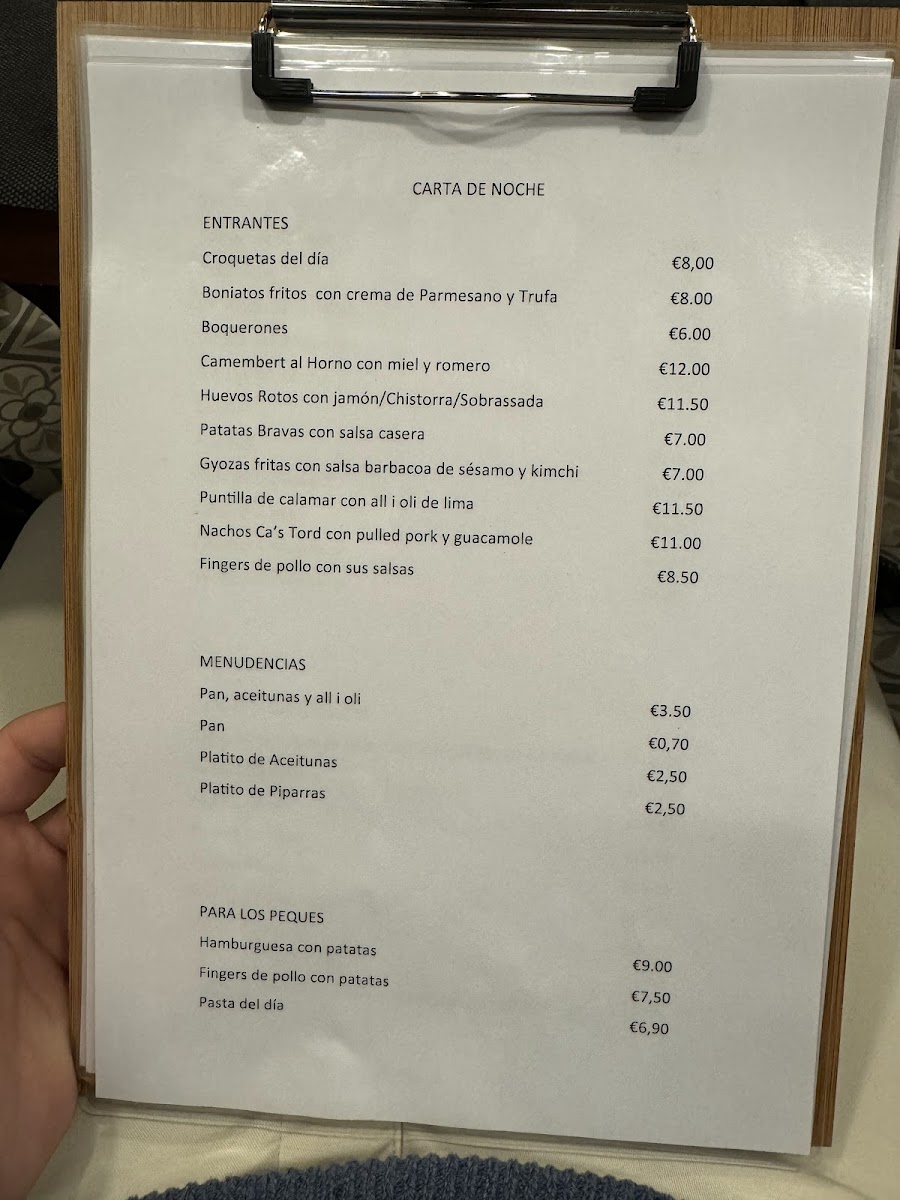 CARTA DE NOCHE
ENTRANTES
Croquetas del día €8,00
Boniatos fritos con crema de Parmesano y Trufa €8.00
Boquerones €6.00
Camembert al Horno con miel y romero €12.00
Huevos Rotos con jamón/Chistorra/Sobrassada €11.50
Patatas Bravas con salsa casera €7.00
Gyozas fritas con salsa barbacoa de sésamo y kimchi €7.00
Puntilla de calamar con all i oli de lima €11.50
Nachos Ca's Tord con pulled pork y guacamole €11.00
Fingers de pollo con sus salsas €8.50
MENUDENCIAS
Pan, aceitunas y all i oli €3.50
Pan €0,70
Platito de Aceitunas €2,50
Platito de Piparras €2,50
PARA LOS PEQUES
Hamburguesa con patatas €9.00
Fingers de pollo con patatas €7,50
Pasta del día €6,90